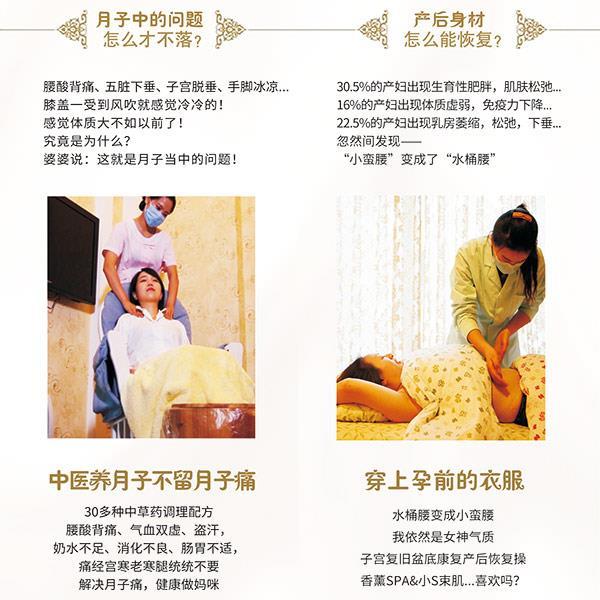 月子中的问题
怎么才不落?
腰酸背痛、五脏下垂、子宫脱垂、手脚冰凉...
膝盖一受到风吹就感觉冷冷的!
感觉体质大不如以前了!
究竟是为什么?
婆婆说:这就是月子当中的问题!
中医养月子不留月子痛
30多种中草药调理配方
腰酸背痛、气血双虚、盗汗,
奶水不足、消化不良、肠胃不适,
痛经宫寒老寒腿统统不要
解决月子痛,健康做妈咪
产后身材
怎么能恢复?
30.5%的产妇出现生育性肥胖,肌肤松弛...
16%的产妇出现体质虚弱,免疫力下降...
22.5%的产妇出现乳房萎缩,松弛,下垂...
忽然间发现——
“小蛮腰”变成了“水桶腰”
穿上孕前的衣服
水桶腰变成小蛮腰
我依然是女神气质
子宫复旧盆底康复产后恢复操
香薰SPA&小S束肌...喜欢吗?